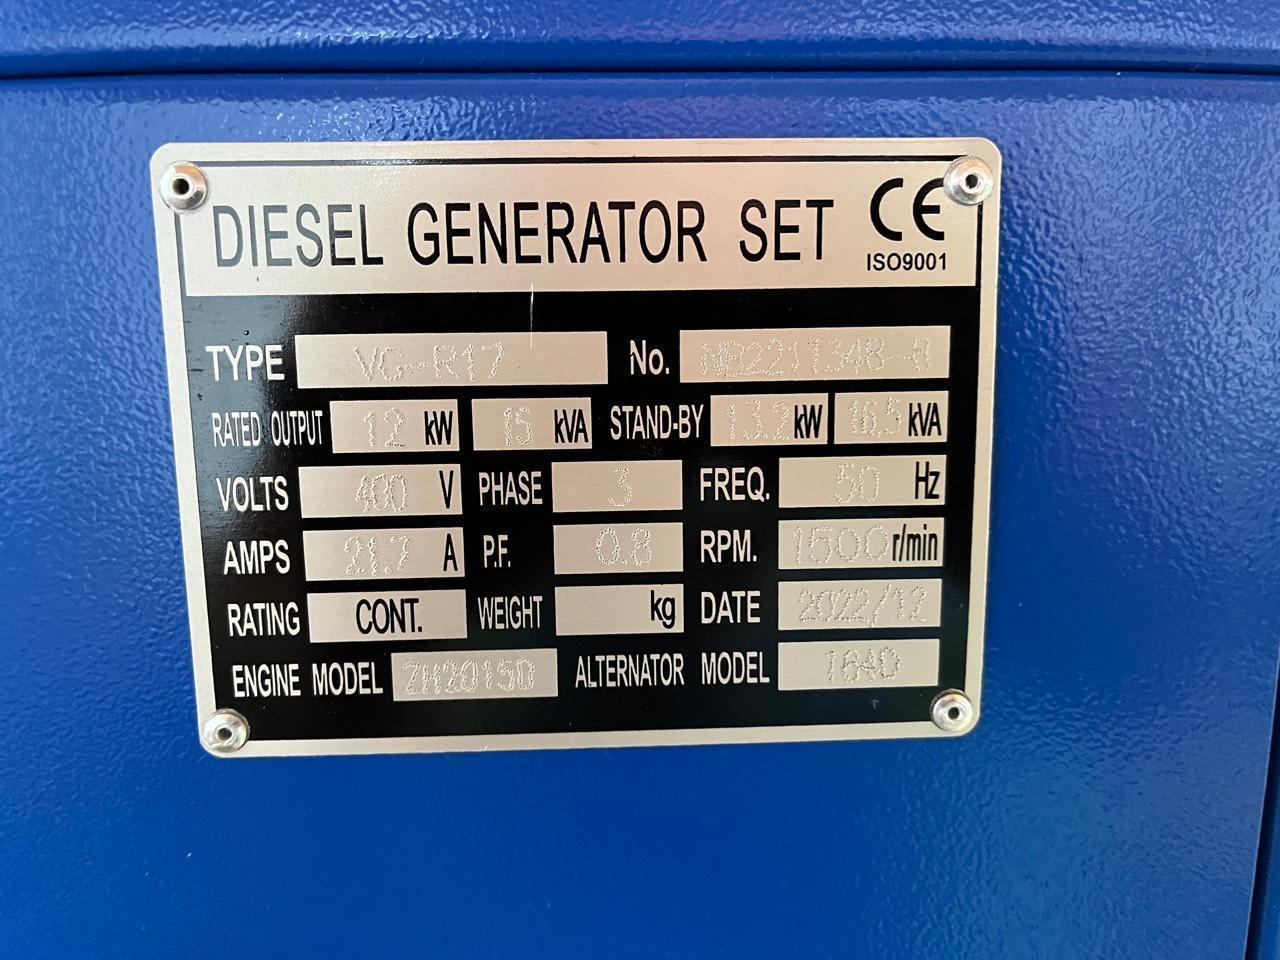 DIESEL GENERATOR SET CE
ISO9001
TYPE VG-R17 No. NB2211348-8
RATED OUTPUT 12 kW 15 kVA STAND-BY 13.2 kW 16.5 kVA
VOLTS 400 V PHASE 3 FREQ. 50 Hz
AMPS 21.7 A P.F. 0.8 RPM. 1500 r/min
RATING CONT. WEIGHT kg DATE 2022/12
ENGINE MODEL ZH2015D ALTERNATOR MODEL 164D